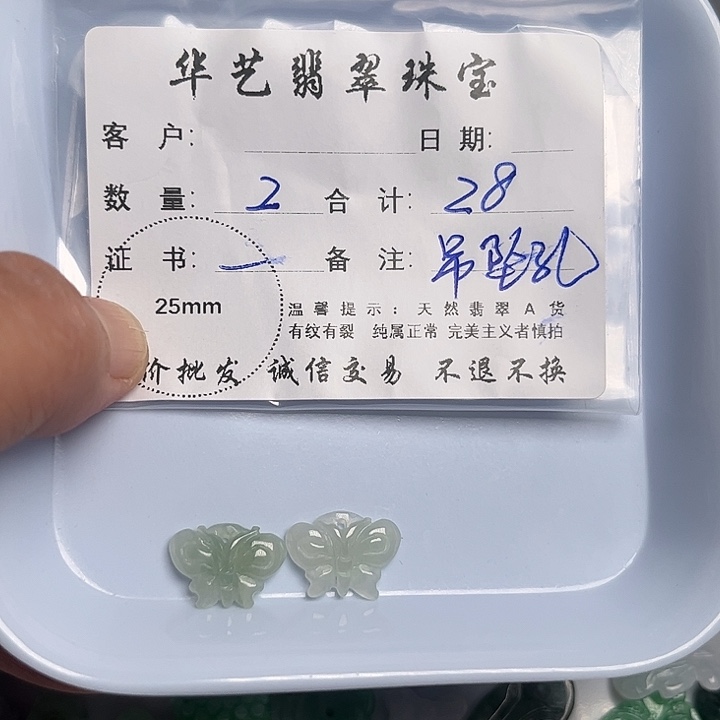 华艺翡翠珠宝
客 户: 日 期:
数 量: 2 合 计: 28
证 书: 一 备 注: 吊坠孔
25mm
温馨提示: 天然翡翠A货
有纹有裂 纯属正常 完美主义者慎拍
价批发 诚信交易 不退不换